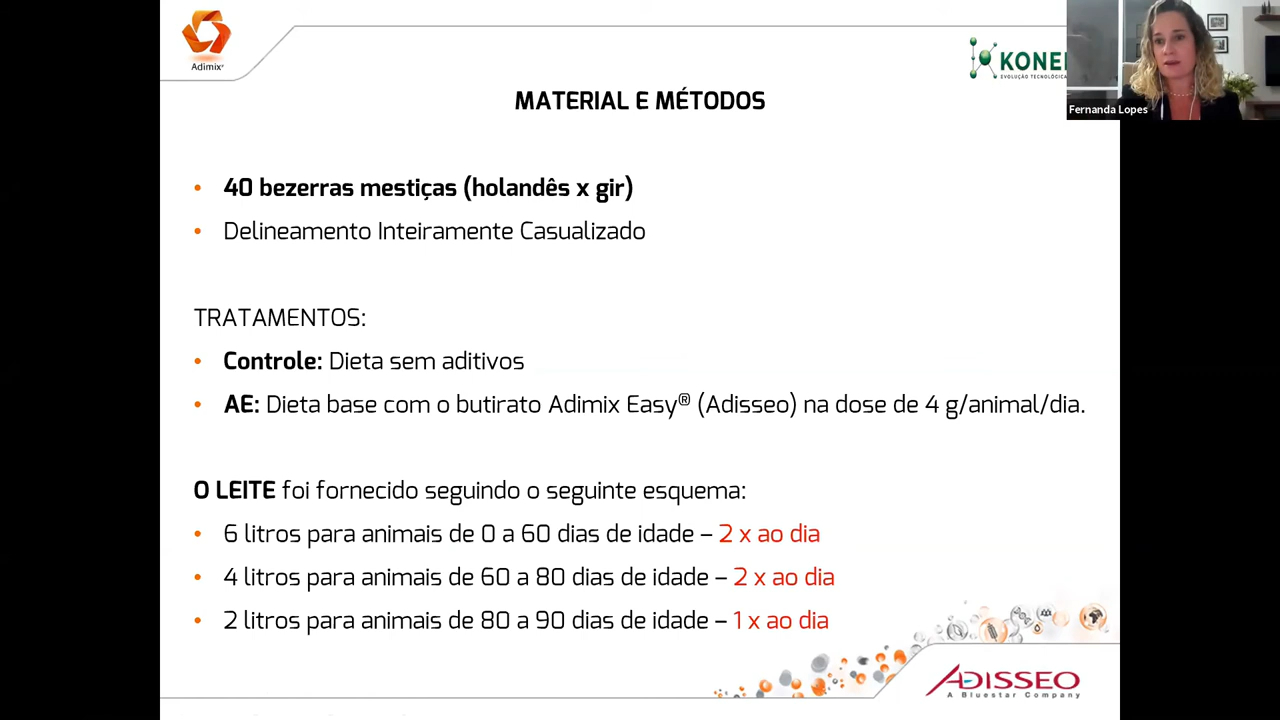 Adimix
KONE
EVOLUÇÃO TECNOLÓGICA
Fernanda Lopes
MATERIAL E MÉTODOS
• 40 bezerras mestiças (holandês x gir)
• Delineamento Inteiramente Casualizado
TRATAMENTOS:
• Controle: Dieta sem aditivos
• AE: Dieta base com o butirato Adimix Easy® (Adisseo) na dose de 4 g/animal/dia.
O LEITE foi fornecido seguindo o seguinte esquema:
• 6 litros para animais de 0 a 60 dias de idade – 2 x ao dia
• 4 litros para animais de 60 a 80 dias de idade – 2 x ao dia
• 2 litros para animais de 80 a 90 dias de idade – 1 x ao dia
ADISSEO
A Bluestar Company